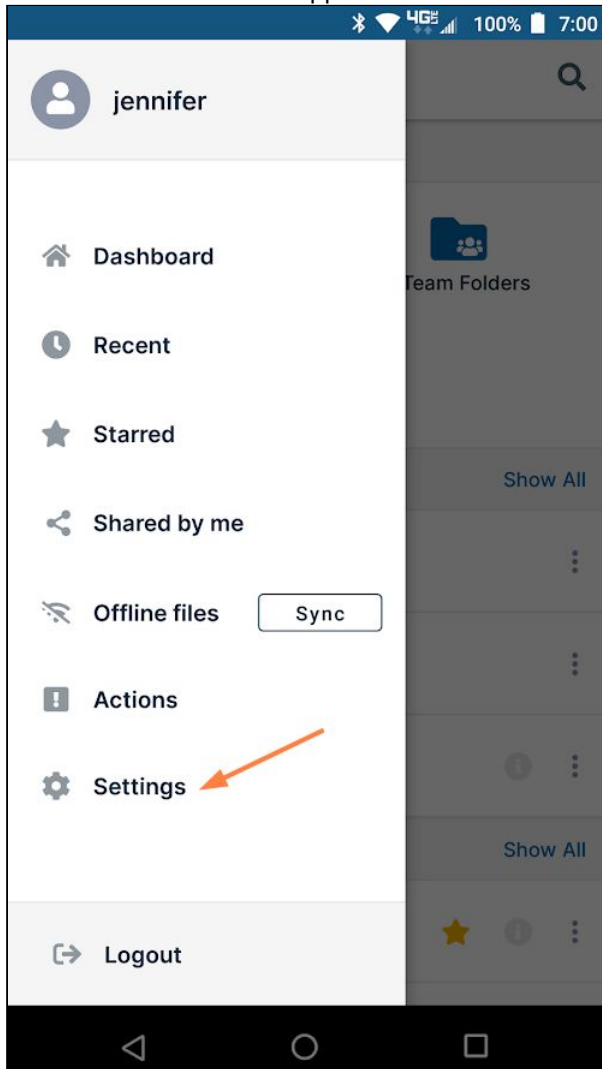 4GE 100% 7:00
jennifer
Dashboard
Team Folders
Recent
Starred
Show All
Shared by me
Offline files Sync
Actions
Settings
Show All
Logout